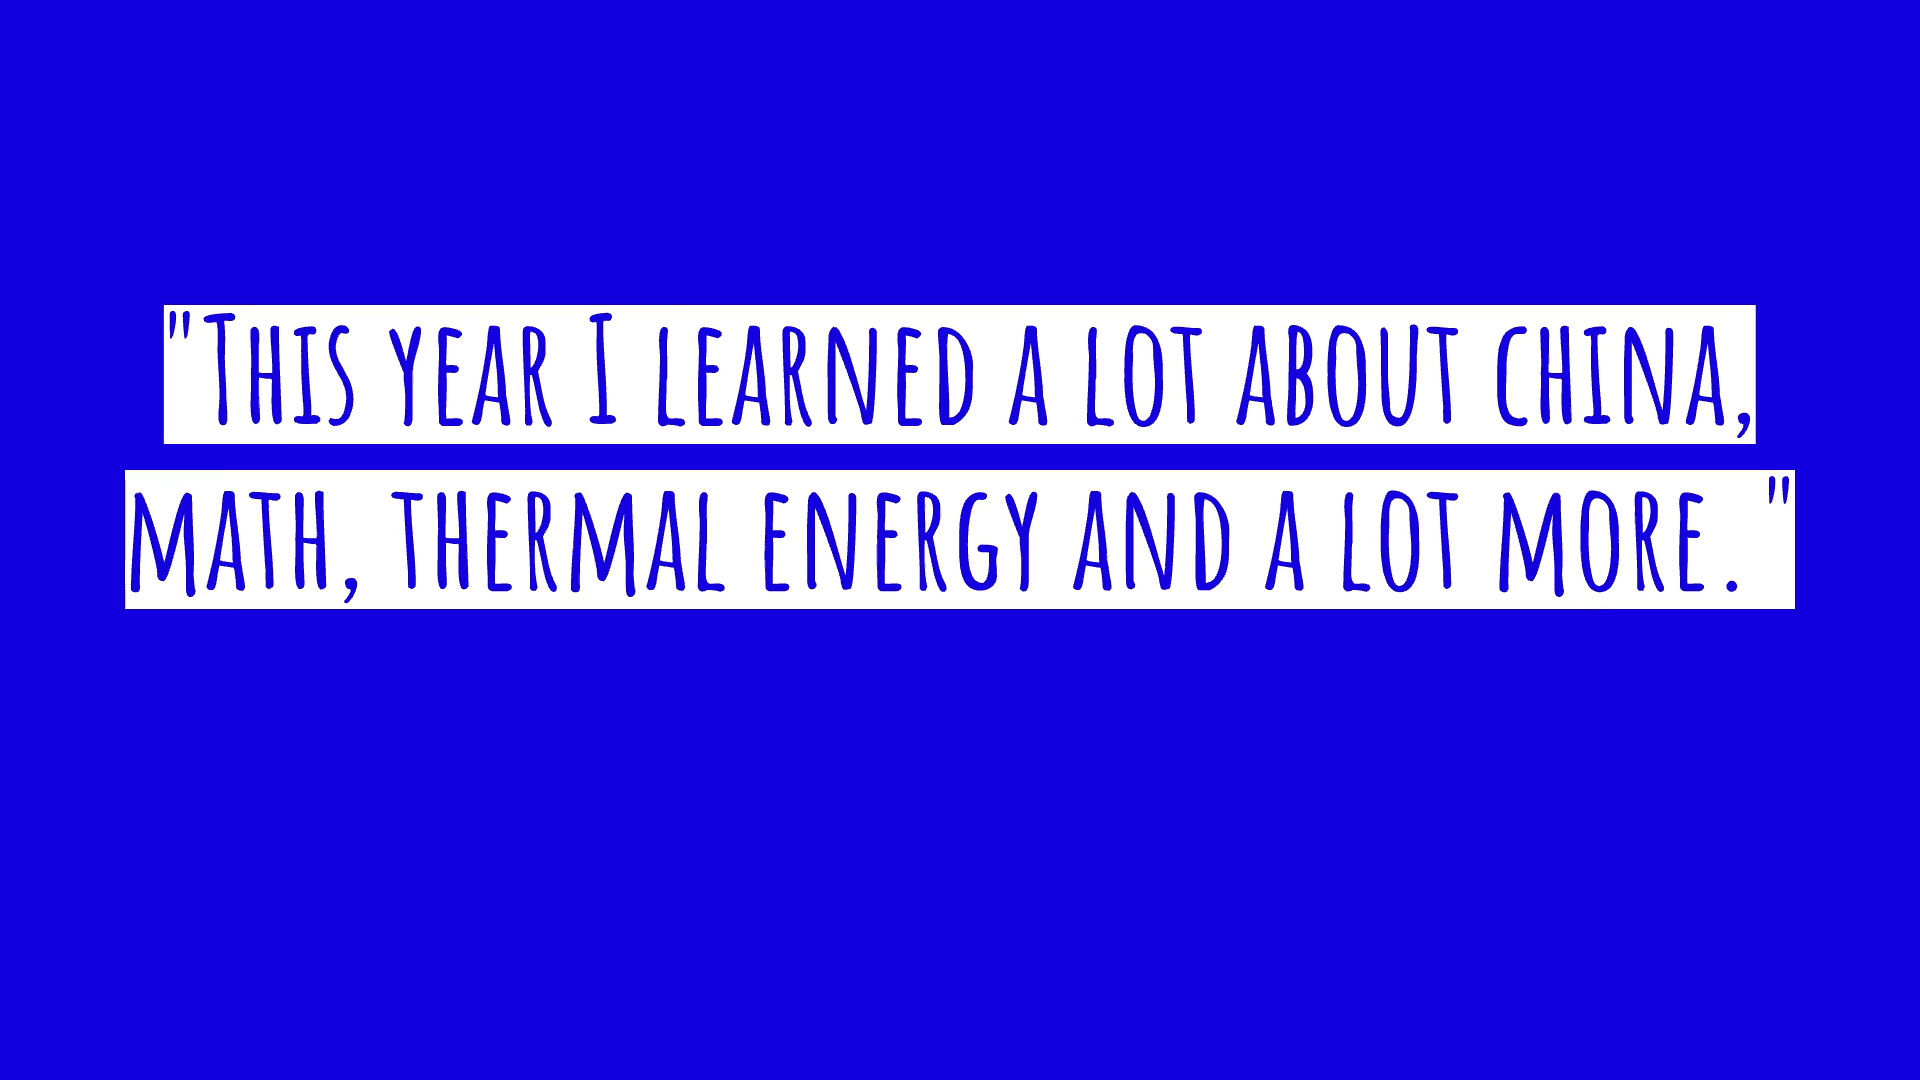 "This year I learned a lot about china,
math, thermal energy and a lot more. "